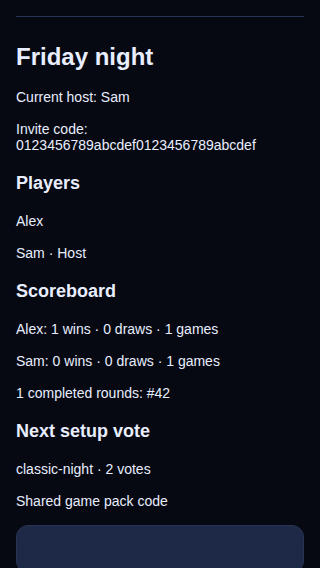 Friday night
Current host: Sam
Invite code:
0123456789abcdef0123456789abcdef
Players
Alex
Sam · Host
Scoreboard
Alex: 1 wins · 0 draws · 1 games
Sam: 0 wins · 0 draws · 1 games
1 completed rounds: #42
Next setup vote
classic-night · 2 votes
Shared game pack code